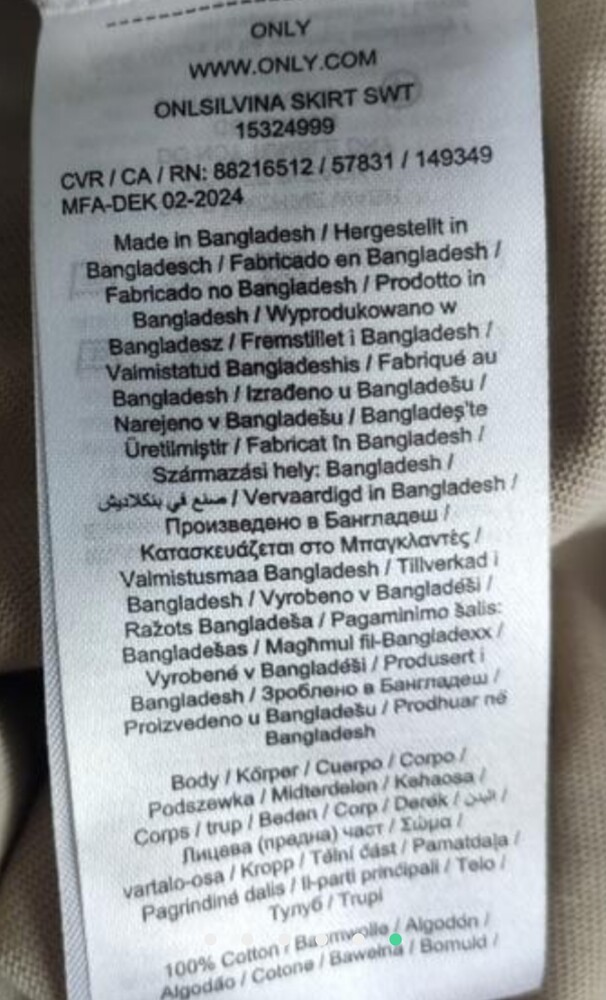 ONLY
WWW.ONLY.COM
ONLSILVINA SKIRT SWT
15324999
CVR / CA / RN: 88216512 / 57831 / 149349
MFA-DEK 02-2024
Made in Bangladesh / Hergestellt in
Bangladesch / Fabricado en Bangladesh /
Fabricado no Bangladesh / Prodotto in
Bangladesh / Wyprodukowano w
Bangladesz / Fremstillet i Bangladesh /
Valmistatud Bangladeshis / Fabriqué au
Bangladesh / Izrađeno u Bangladešu /
Narejeno v Bangladešu / Bangladeş'te
Üretilmiştir / Fabricat în Bangladesh /
Származási hely: Bangladesh /
صنع في بنكلاديش / Vervaardigd in Bangladesh /
Произведено в Бангладеш /
Κατασκευάζεται στο Μπαγκλαντές /
Valmistusmaa Bangladesh / Tillverkad i
Bangladesh / Vyrobeno v Bangladéši /
Ražots Bangladeša / Pagaminimo šalis:
Bangladešas / Magħmul fil-Bangladexx /
Vyrobené v Bangladéši / Produsert i
Bangladesh / Зроблено в Бангладеш /
Proizvedeno u Bangladešu / Prodhuar në
Bangladesh
Body / Körper / Cuerpo / Corpo /
Podszewka / Midterdelen / Kehaosa /
Corps / trup / Beden / Corp / Derék / البدن /
Лицева (предна) част / Σώμα /
vartalo-osa / Kropp / Tělní část / Pamatdaļa /
Pagrindinė dalis / Il-parti prinċipali / Telo /
Тулуб / Trupi
100% Cotton / Baumwolle / Algodón /
Algodão / Cotone / Bawełna / Bomuld /